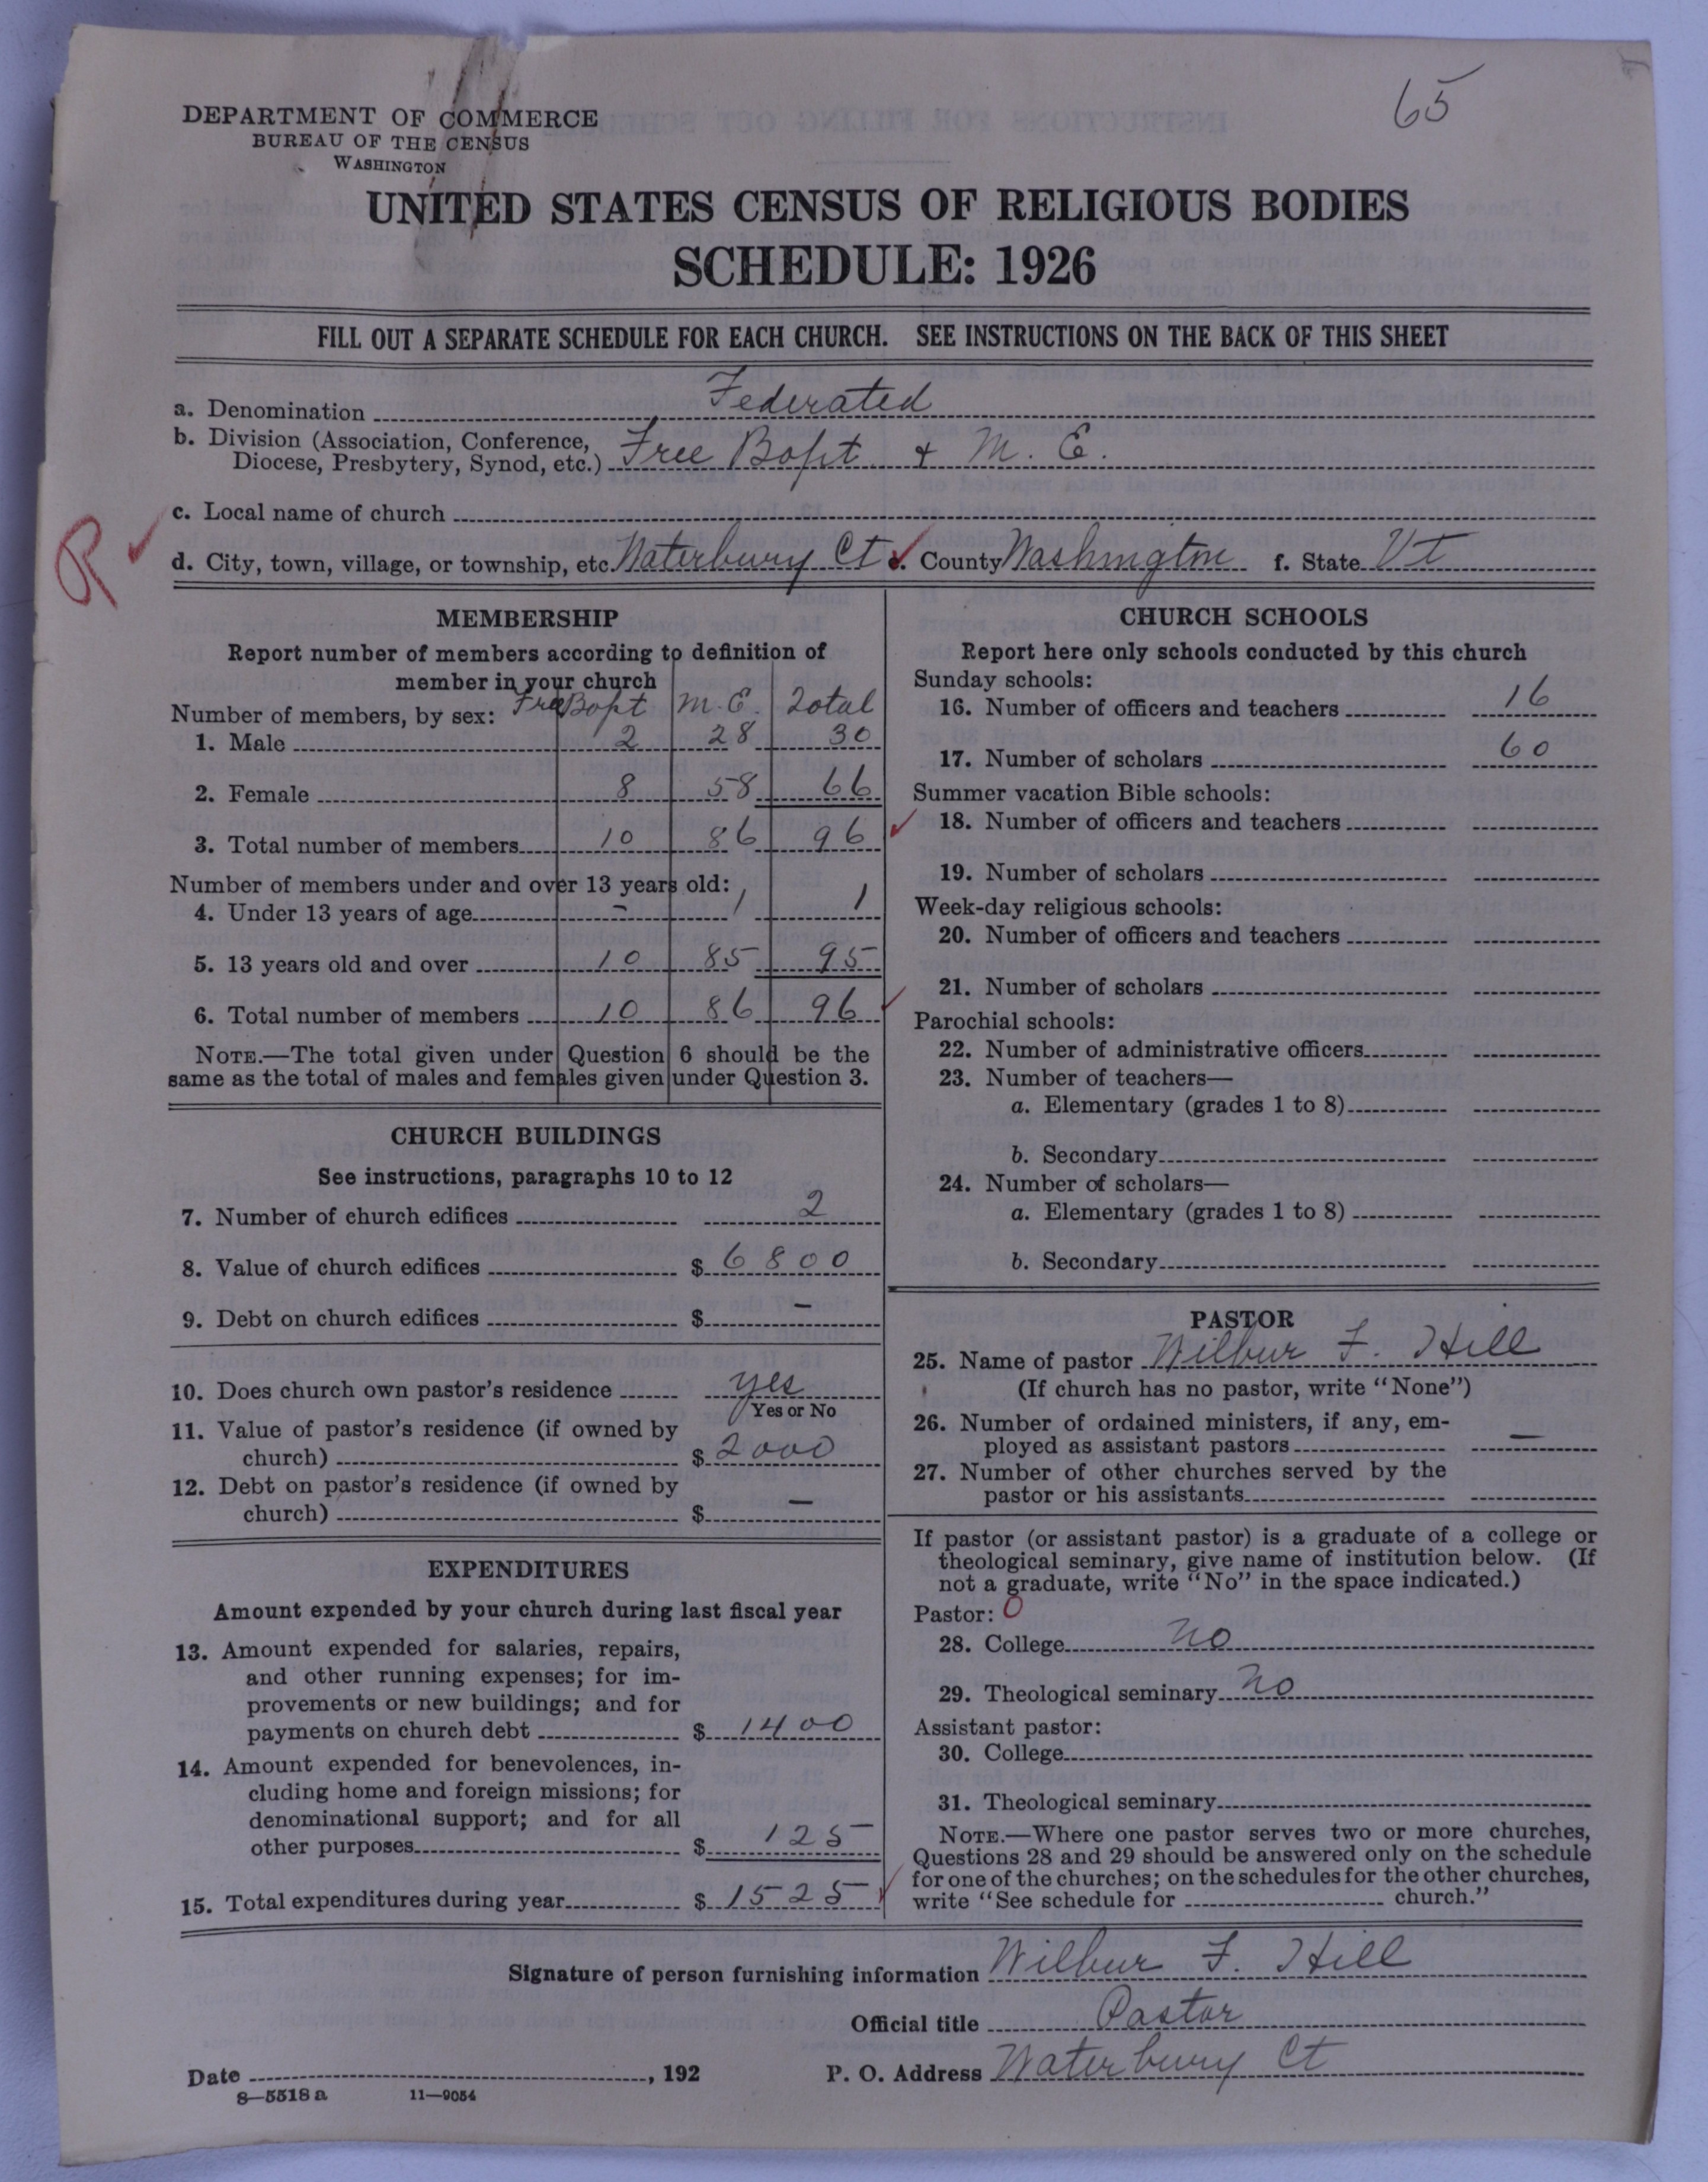 65
DEPARTMENT OF COMMERCE
BUREAU OF THE CENSUS
WASHINGTON
UNITED STATES CENSUS OF RELIGIOUS BODIES
SCHEDULE: 1926
FILL OUT A SEPARATE SCHEDULE FOR EACH CHURCH. SEE INSTRUCTIONS ON THE BACK OF THIS SHEET
a. Denomination Federated
b. Division (Association, Conference,
Diocese, Presbytery, Synod, etc.) Free Bapt + M. E.
c. Local name of church
R
d. City, town, village, or township, etc. Waterbury Ct County Washington f. State Vt
MEMBERSHIP
Report number of members according to definition of
member in your church
Number of members, by sex: Free Bapt M. E. Total
1. Male 2 28 30
2. Female 8 58 66
3. Total number of members 10 86 96
Number of members under and over 13 years old:
4. Under 13 years of age - 1 1
5. 13 years old and over 10 85 95
6. Total number of members 10 86 96
NOTE.—The total given under Question 6 should be the
same as the total of males and females given under Question 3.
CHURCH BUILDINGS
See instructions, paragraphs 10 to 12
7. Number of church edifices 2
8. Value of church edifices $ 6800
9. Debt on church edifices $ —
10. Does church own pastor's residence yes
Yes or No
11. Value of pastor's residence (if owned by
church) $ 2000
12. Debt on pastor's residence (if owned by
church) $ —
EXPENDITURES
Amount expended by your church during last fiscal year
13. Amount expended for salaries, repairs,
and other running expenses; for im-
provements or new buildings; and for
payments on church debt $ 1400
14. Amount expended for benevolences, in-
cluding home and foreign missions; for
denominational support; and for all
other purposes $ 125
15. Total expenditures during year $ 1525
CHURCH SCHOOLS
Report here only schools conducted by this church
Sunday schools:
16. Number of officers and teachers 16
17. Number of scholars 60
Summer vacation Bible schools:
18. Number of officers and teachers
19. Number of scholars
Week-day religious schools:
20. Number of officers and teachers
21. Number of scholars
Parochial schools:
22. Number of administrative officers
23. Number of teachers—
a. Elementary (grades 1 to 8)
b. Secondary
24. Number of scholars—
a. Elementary (grades 1 to 8)
b. Secondary
PASTOR
25. Name of pastor Wilbur F. Hill
(If church has no pastor, write "None")
26. Number of ordained ministers, if any, em-
ployed as assistant pastors —
27. Number of other churches served by the
pastor or his assistants
If pastor (or assistant pastor) is a graduate of a college or
theological seminary, give name of institution below. (If
not a graduate, write "No" in the space indicated.)
Pastor: 0
28. College no
29. Theological seminary no
Assistant pastor:
30. College
31. Theological seminary
NOTE.—Where one pastor serves two or more churches,
Questions 28 and 29 should be answered only on the schedule
for one of the churches; on the schedules for the other churches,
write "See schedule for church."
Signature of person furnishing information Wilbur F. Hill
Official title Pastor
Date , 192 P. O. Address Waterbury Ct
8—5518 a 11—9054